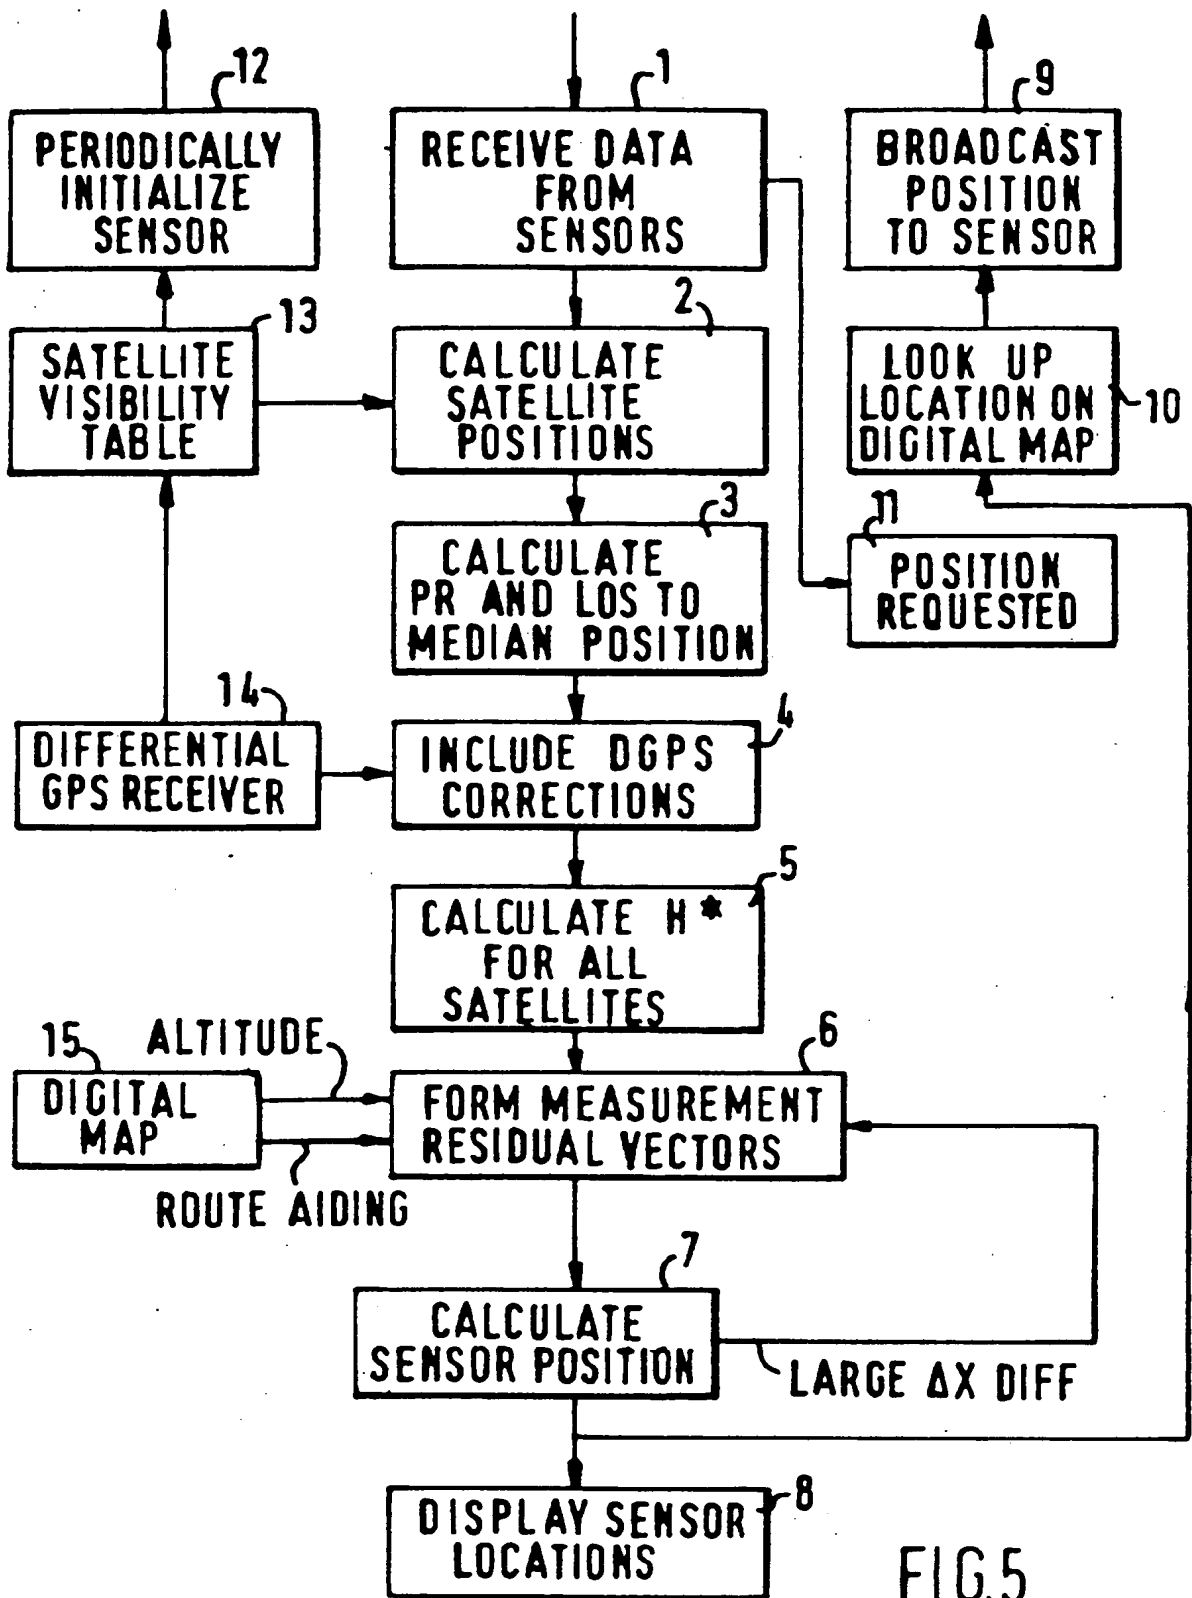 12
PERIODICALLY
INITIALIZE
SENSOR
1
RECEIVE DATA
FROM
SENSORS
9
BROADCAST
POSITION
TO SENSOR
13
SATELLITE
VISIBILITY
TABLE
2
CALCULATE
SATELLITE
POSITIONS
LOOK UP
LOCATION ON
DIGITAL MAP
10
3
CALCULATE
PR AND LOS TO
MEDIAN POSITION
11
POSITION
REQUESTED
14
DIFFERENTIAL
GPS RECEIVER
4
INCLUDE DGPS
CORRECTIONS
5
CALCULATE H*
FOR ALL
SATELLITES
15
DIGITAL
MAP
ALTITUDE
ROUTE AIDING
6
FORM MEASUREMENT
RESIDUAL VECTORS
7
CALCULATE
SENSOR POSITION
LARGE ΔX DIFF
8
DISPLAY SENSOR
LOCATIONS
FIG.5